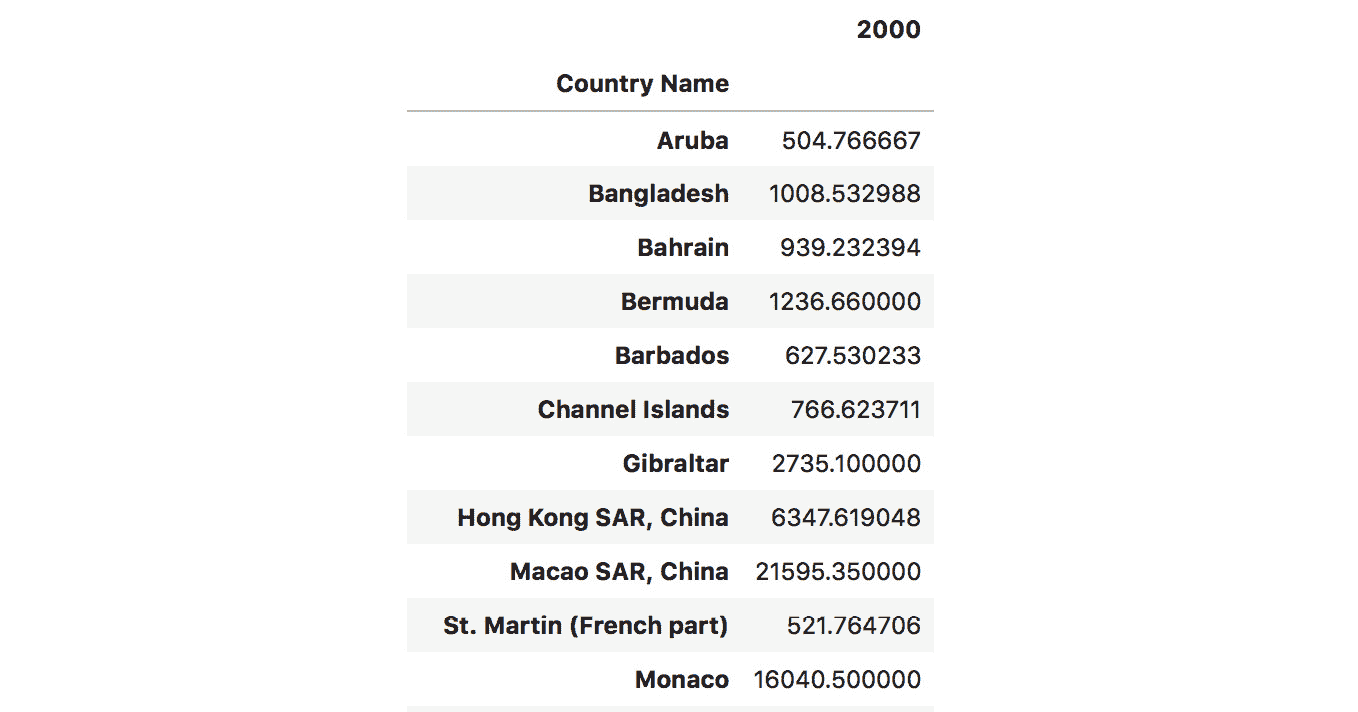 2000
Country Name
Aruba 504.766667
Bangladesh 1008.532988
Bahrain 939.232394
Bermuda 1236.660000
Barbados 627.530233
Channel Islands 766.623711
Gibraltar 2735.100000
Hong Kong SAR, China 6347.619048
Macao SAR, China 21595.350000
St. Martin (French part) 521.764706
Monaco 16040.500000